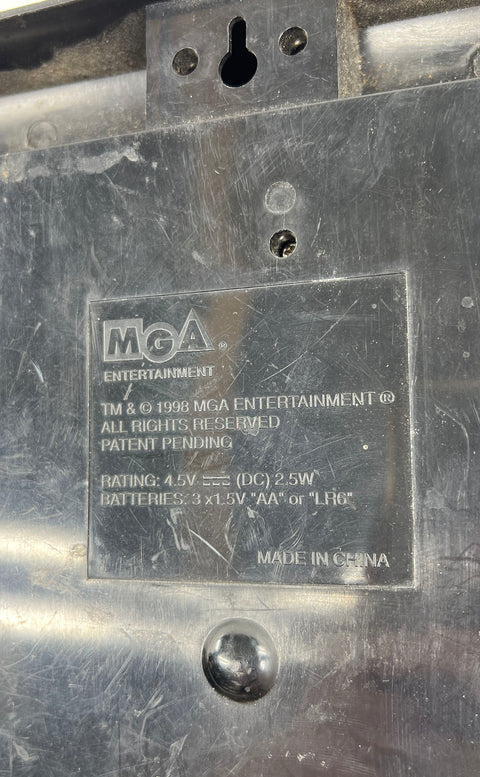 MGA®
ENTERTAINMENT
TM & © 1998 MGA ENTERTAINMENT ®
ALL RIGHTS RESERVED
PATENT PENDING
RATING: 4.5V ⎓ (DC) 2.5W
BATTERIES: 3 x1.5V "AA" or "LR6"
MADE IN CHINA